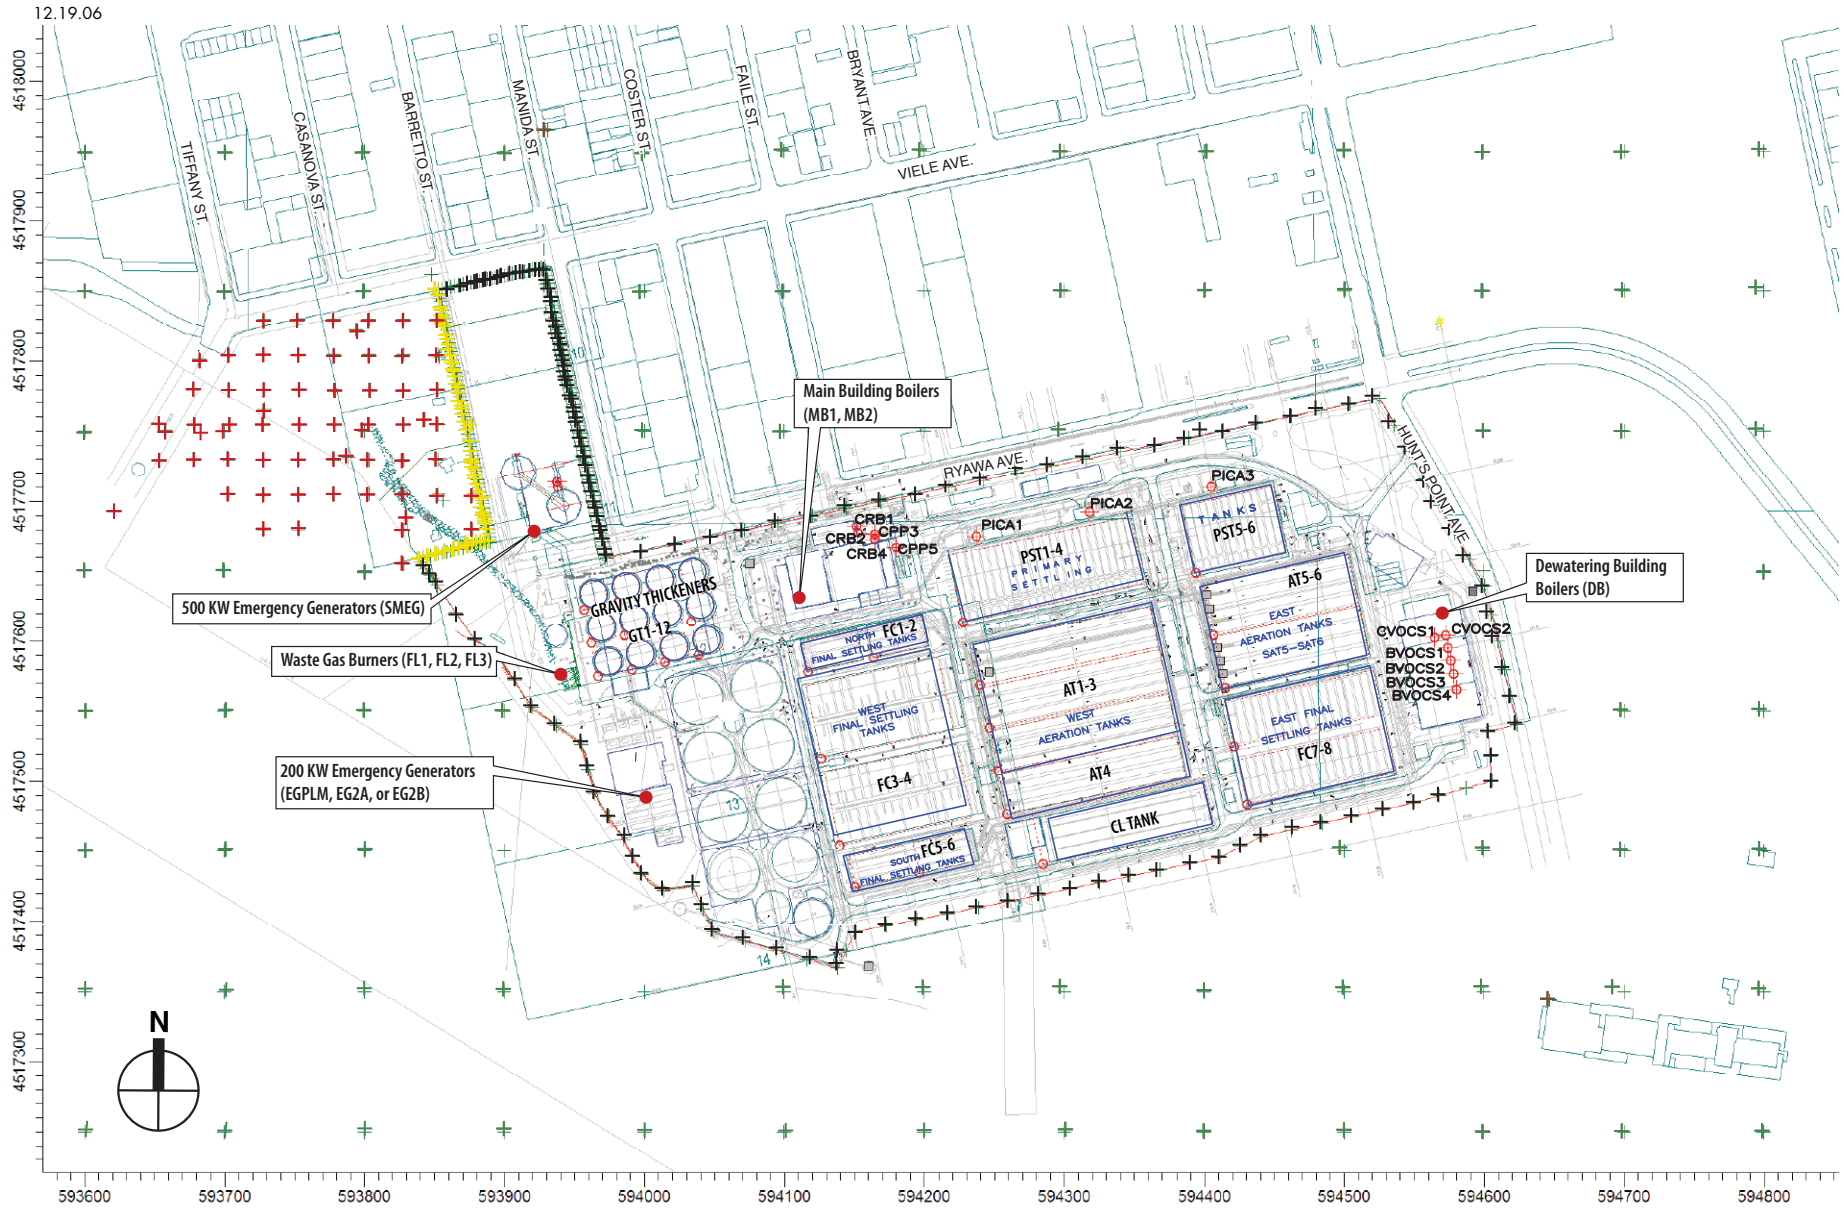 12.19.06
4518000
4517900
4517800
4517700
4517600
4517500
4517400
4517300
TIFFANY ST.
CASANOVA ST.
BARRETTO ST.
MANIDA ST.
COSTER ST.
FAILE ST.
BRYANT AVE.
VIELE AVE.
RYAWA AVE.
HUNT'S POINT AVE.
10
Main Building Boilers
(MB1, MB2)
PICA3
PICA2
PICA1
CRB1
CRB2
CPP3
CRB4
CPP5
TANKS
PST5-6
PST1-4
PRIMARY
SETTLING
Dewatering Building
Boilers (DB)
500 KW Emergency Generators (SMEG)
GRAVITY THICKENERS
GT1-12
AT5-6
EAST
AERATION TANKS
SAT5-SAT6
CVOCS1
CVOCS2
BVOCS1
BVOCS2
BVOCS3
BVOCS4
FC1-2
NORTH
FINAL SETTLING TANKS
Waste Gas Burners (FL1, FL2, FL3)
AT1-3
WEST
AERATION TANKS
AT4
WEST
FINAL SETTLING
TANKS
FC3-4
EAST FINAL
SETTLING TANKS
FC7-8
200 KW Emergency Generators
(EGPLM, EG2A, or EG2B)
13
CL TANK
FC5-6
SOUTH
FINAL SETTLING TANKS
14
N
593600 593700 593800 593900 594000 594100 594200 594300 594400 594500 594600 594700 594800